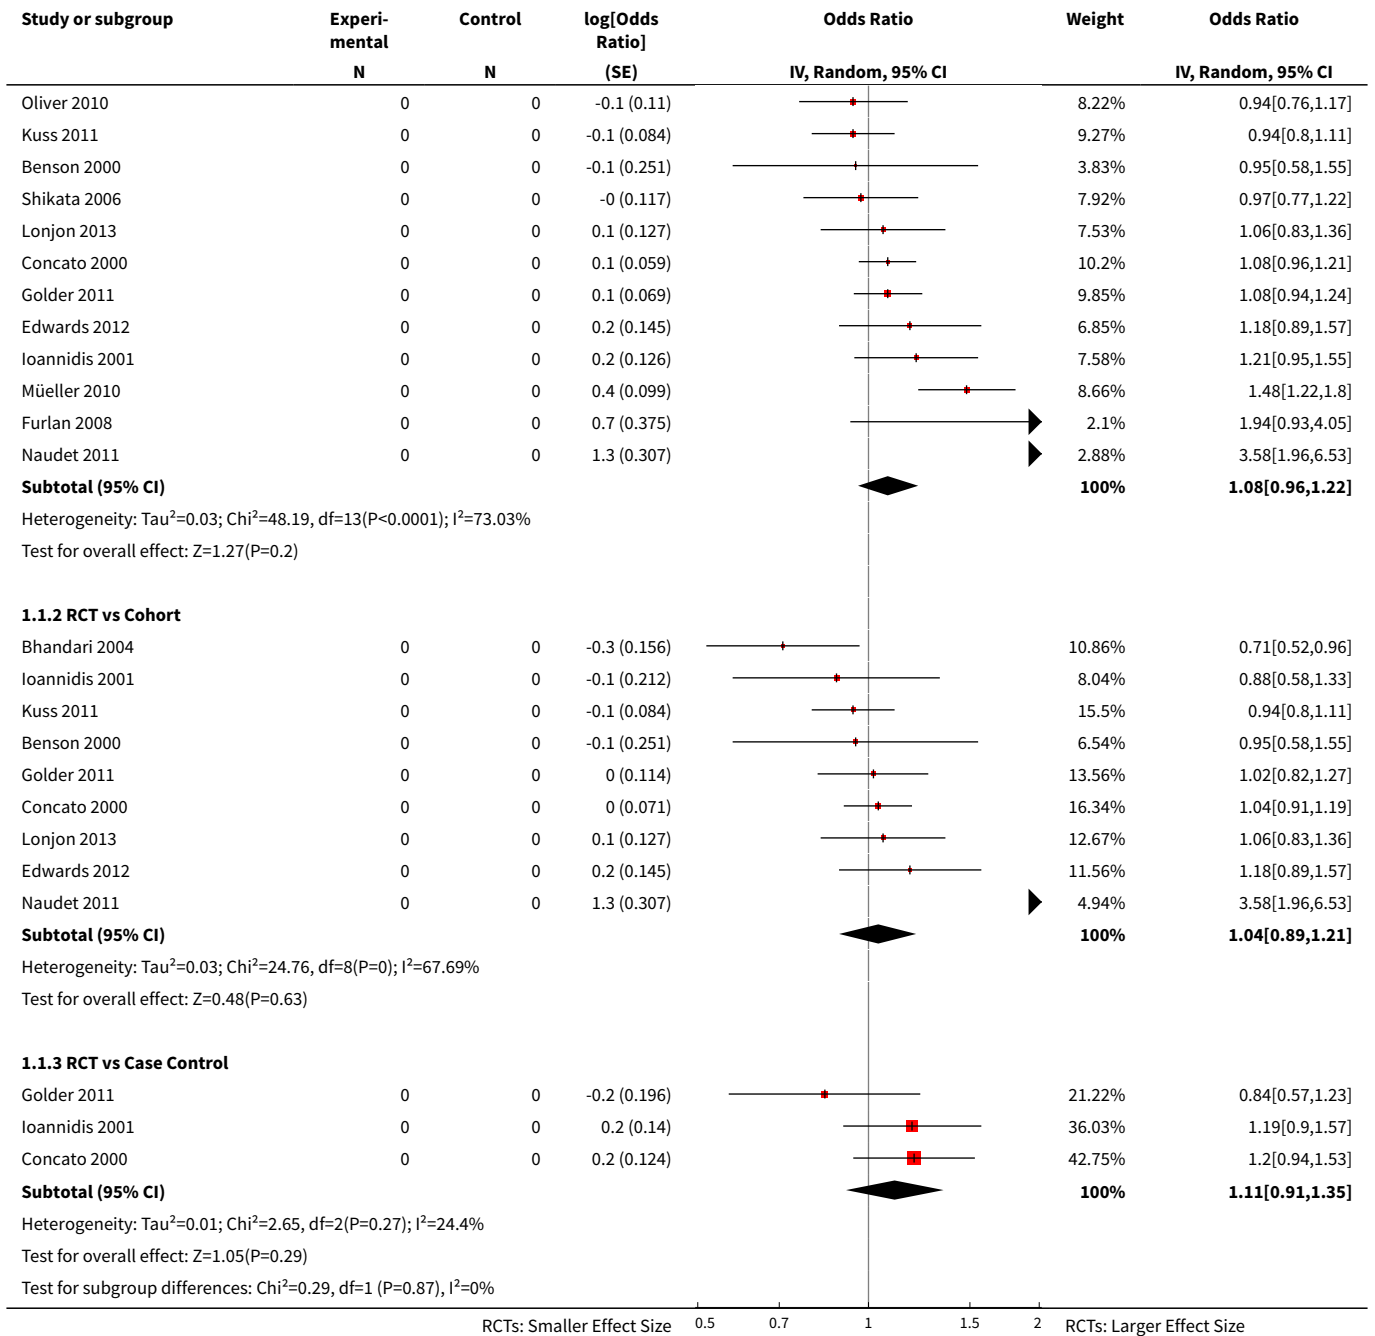 Study or subgroup Experi- Control log[Odds Odds Ratio Weight Odds Ratio
mental Ratio]
N N (SE) IV, Random, 95% CI IV, Random, 95% CI
Oliver 2010 0 0 -0.1 (0.11) 8.22% 0.94[0.76,1.17]
Kuss 2011 0 0 -0.1 (0.084) 9.27% 0.94[0.8,1.11]
Benson 2000 0 0 -0.1 (0.251) 3.83% 0.95[0.58,1.55]
Shikata 2006 0 0 -0 (0.117) 7.92% 0.97[0.77,1.22]
Lonjon 2013 0 0 0.1 (0.127) 7.53% 1.06[0.83,1.36]
Concato 2000 0 0 0.1 (0.059) 10.2% 1.08[0.96,1.21]
Golder 2011 0 0 0.1 (0.069) 9.85% 1.08[0.94,1.24]
Edwards 2012 0 0 0.2 (0.145) 6.85% 1.18[0.89,1.57]
Ioannidis 2001 0 0 0.2 (0.126) 7.58% 1.21[0.95,1.55]
Müeller 2010 0 0 0.4 (0.099) 8.66% 1.48[1.22,1.8]
Furlan 2008 0 0 0.7 (0.375) 2.1% 1.94[0.93,4.05]
Naudet 2011 0 0 1.3 (0.307) 2.88% 3.58[1.96,6.53]
Subtotal (95% CI) 100% 1.08[0.96,1.22]
Heterogeneity: Tau²=0.03; Chi²=48.19, df=13(P<0.0001); I²=73.03%
Test for overall effect: Z=1.27(P=0.2)
1.1.2 RCT vs Cohort
Bhandari 2004 0 0 -0.3 (0.156) 10.86% 0.71[0.52,0.96]
Ioannidis 2001 0 0 -0.1 (0.212) 8.04% 0.88[0.58,1.33]
Kuss 2011 0 0 -0.1 (0.084) 15.5% 0.94[0.8,1.11]
Benson 2000 0 0 -0.1 (0.251) 6.54% 0.95[0.58,1.55]
Golder 2011 0 0 0 (0.114) 13.56% 1.02[0.82,1.27]
Concato 2000 0 0 0 (0.071) 16.34% 1.04[0.91,1.19]
Lonjon 2013 0 0 0.1 (0.127) 12.67% 1.06[0.83,1.36]
Edwards 2012 0 0 0.2 (0.145) 11.56% 1.18[0.89,1.57]
Naudet 2011 0 0 1.3 (0.307) 4.94% 3.58[1.96,6.53]
Subtotal (95% CI) 100% 1.04[0.89,1.21]
Heterogeneity: Tau²=0.03; Chi²=24.76, df=8(P=0); I²=67.69%
Test for overall effect: Z=0.48(P=0.63)
1.1.3 RCT vs Case Control
Golder 2011 0 0 -0.2 (0.196) 21.22% 0.84[0.57,1.23]
Ioannidis 2001 0 0 0.2 (0.14) 36.03% 1.19[0.9,1.57]
Concato 2000 0 0 0.2 (0.124) 42.75% 1.2[0.94,1.53]
Subtotal (95% CI) 100% 1.11[0.91,1.35]
Heterogeneity: Tau²=0.01; Chi²=2.65, df=2(P=0.27); I²=24.4%
Test for overall effect: Z=1.05(P=0.29)
Test for subgroup differences: Chi²=0.29, df=1 (P=0.87), I²=0%
RCTs: Smaller Effect Size 0.5 0.7 1 1.5 2 RCTs: Larger Effect Size